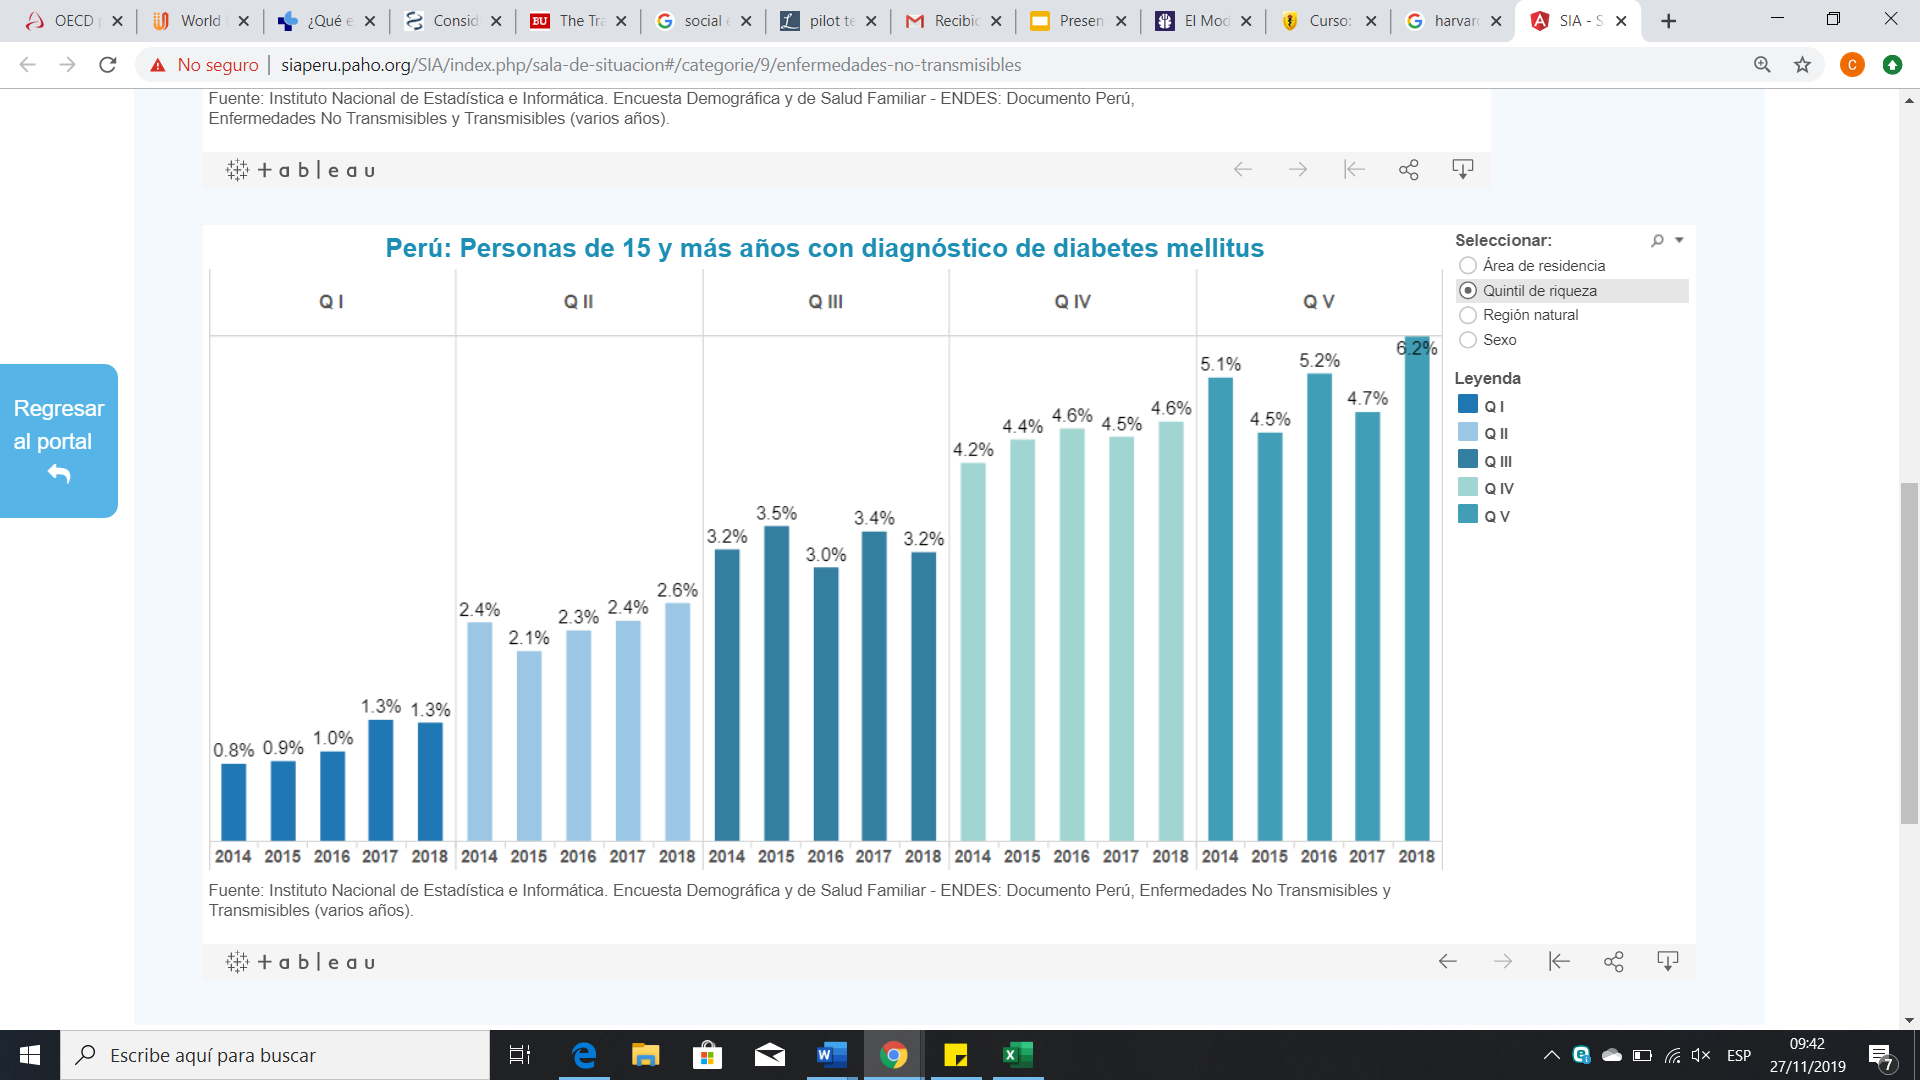 OECD p
World
¿Qué e
Consid
The Tra
social e
pilot te
Recibid
Presen
El Mod
Curso:
harvard
SIA - S
No seguro | siaperu.paho.org/SIA/index.php/sala-de-situacion#/categorie/9/enfermedades-no-transmisibles
Fuente: Instituto Nacional de Estadística e Informática. Encuesta Demográfica y de Salud Familiar - ENDES: Documento Perú,
Enfermedades No Transmisibles y Transmisibles (varios años).
+ a b l e a u
Regresar
al portal
Perú: Personas de 15 y más años con diagnóstico de diabetes mellitus
Q I Q II Q III Q IV Q V
0.8% 0.9% 1.0% 1.3% 1.3%
2.4% 2.1% 2.3% 2.4% 2.6%
3.2% 3.5% 3.0% 3.4% 3.2%
4.2% 4.4% 4.6% 4.5% 4.6%
5.1% 4.5% 5.2% 4.7% 6.2%
2014 2015 2016 2017 2018 2014 2015 2016 2017 2018 2014 2015 2016 2017 2018 2014 2015 2016 2017 2018 2014 2015 2016 2017 2018
Seleccionar:
Área de residencia
Quintil de riqueza
Región natural
Sexo
Leyenda
Q I
Q II
Q III
Q IV
Q V
Fuente: Instituto Nacional de Estadística e Informática. Encuesta Demográfica y de Salud Familiar - ENDES: Documento Perú, Enfermedades No Transmisibles y
Transmisibles (varios años).
+ a b l e a u
Escribe aquí para buscar
ESP
09:42
27/11/2019
7